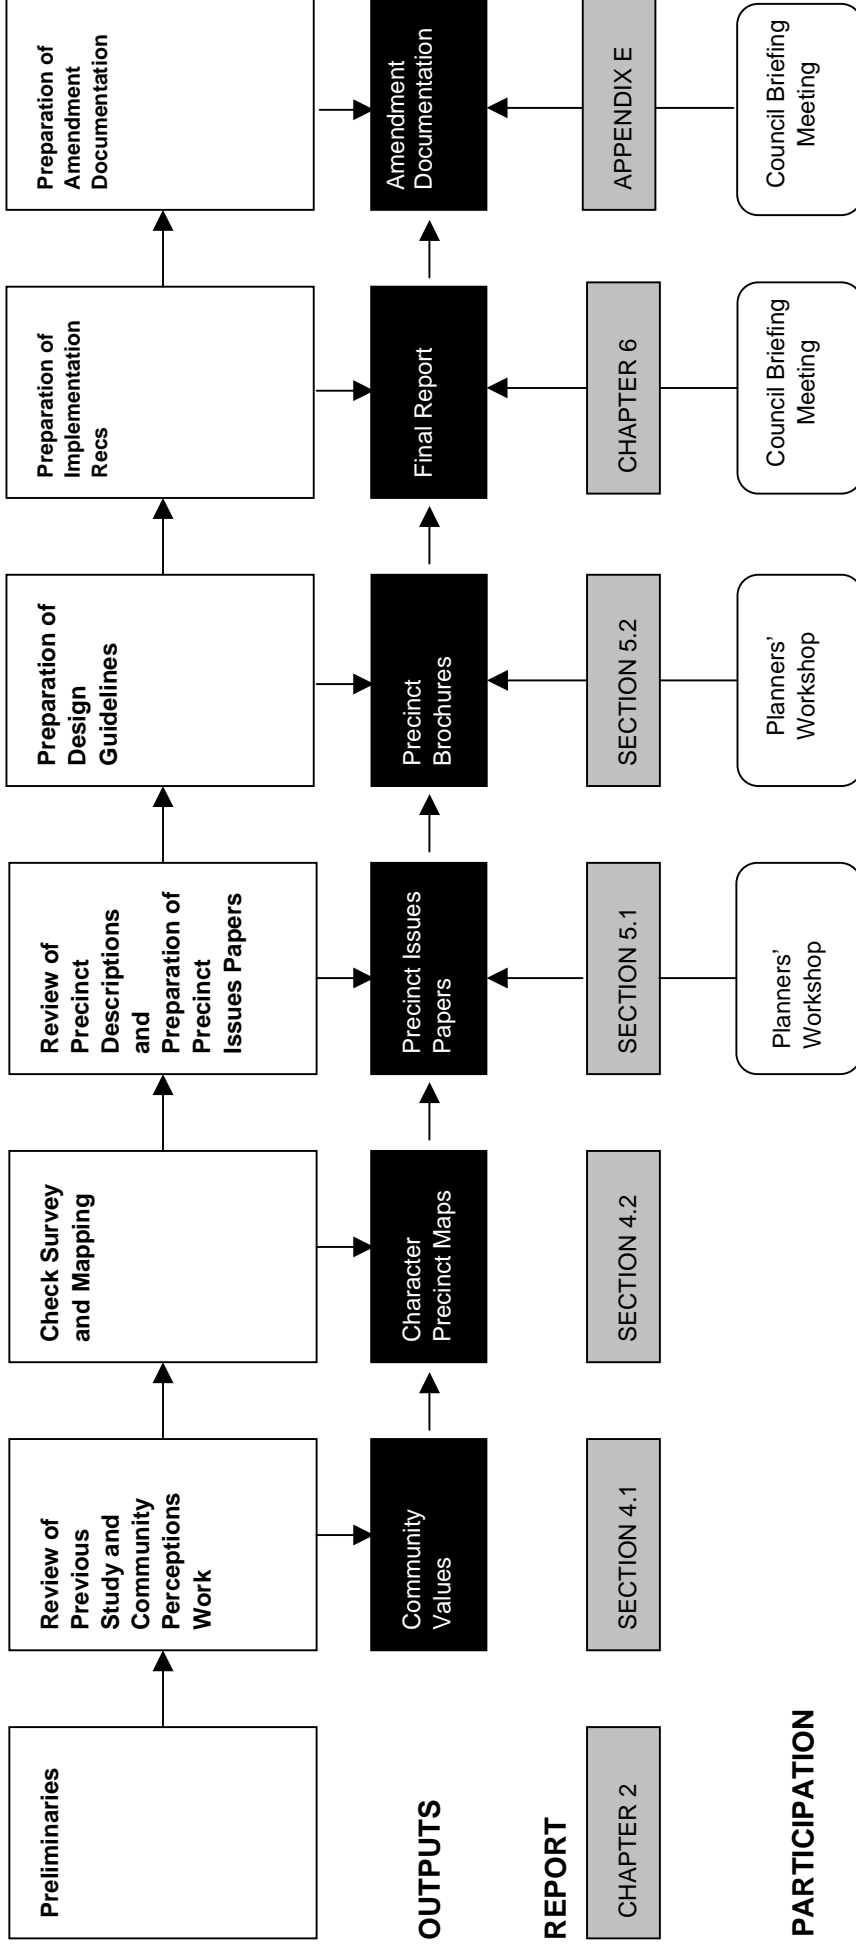 Preliminaries
Review of
Previous
Study and
Community
Perceptions
Work
Check Survey
and Mapping
Review of
Precinct
Descriptions
and
Preparation of
Precinct
Issues Papers
Preparation of
Design
Guidelines
Preparation of
Implementation
Recs
Preparation of
Amendment
Documentation
OUTPUTS
Community
Values
Character
Precinct Maps
Precinct Issues
Papers
Precinct
Brochures
Final Report
Amendment
Documentation
REPORT
CHAPTER 2
SECTION 4.1
SECTION 4.2
SECTION 5.1
SECTION 5.2
CHAPTER 6
APPENDIX E
PARTICIPATION
Planners'
Workshop
Planners'
Workshop
Council Briefing
Meeting
Council Briefing
Meeting